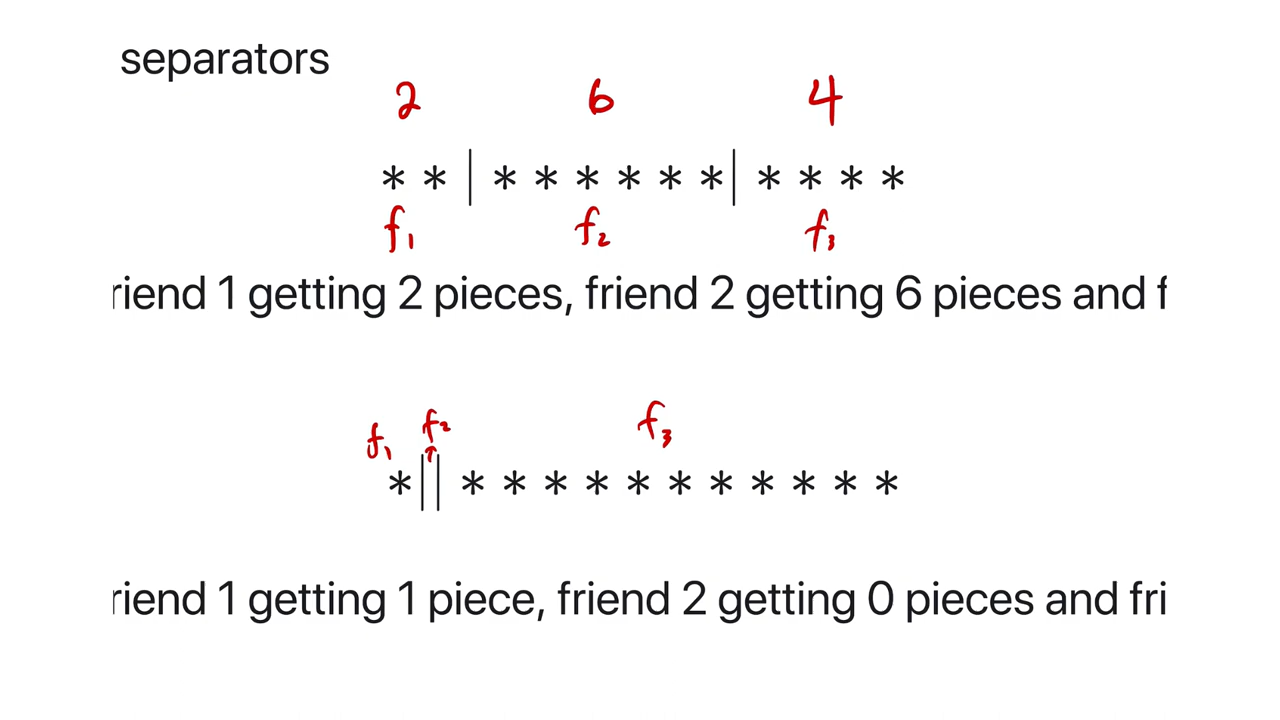 separators
2 6 4
* * | * * * * * * | * * * *
f1 f2 f3
riend 1 getting 2 pieces, friend 2 getting 6 pieces and f
f1 f2 f3
* | | * * * * * * * * * * *
riend 1 getting 1 piece, friend 2 getting 0 pieces and fri